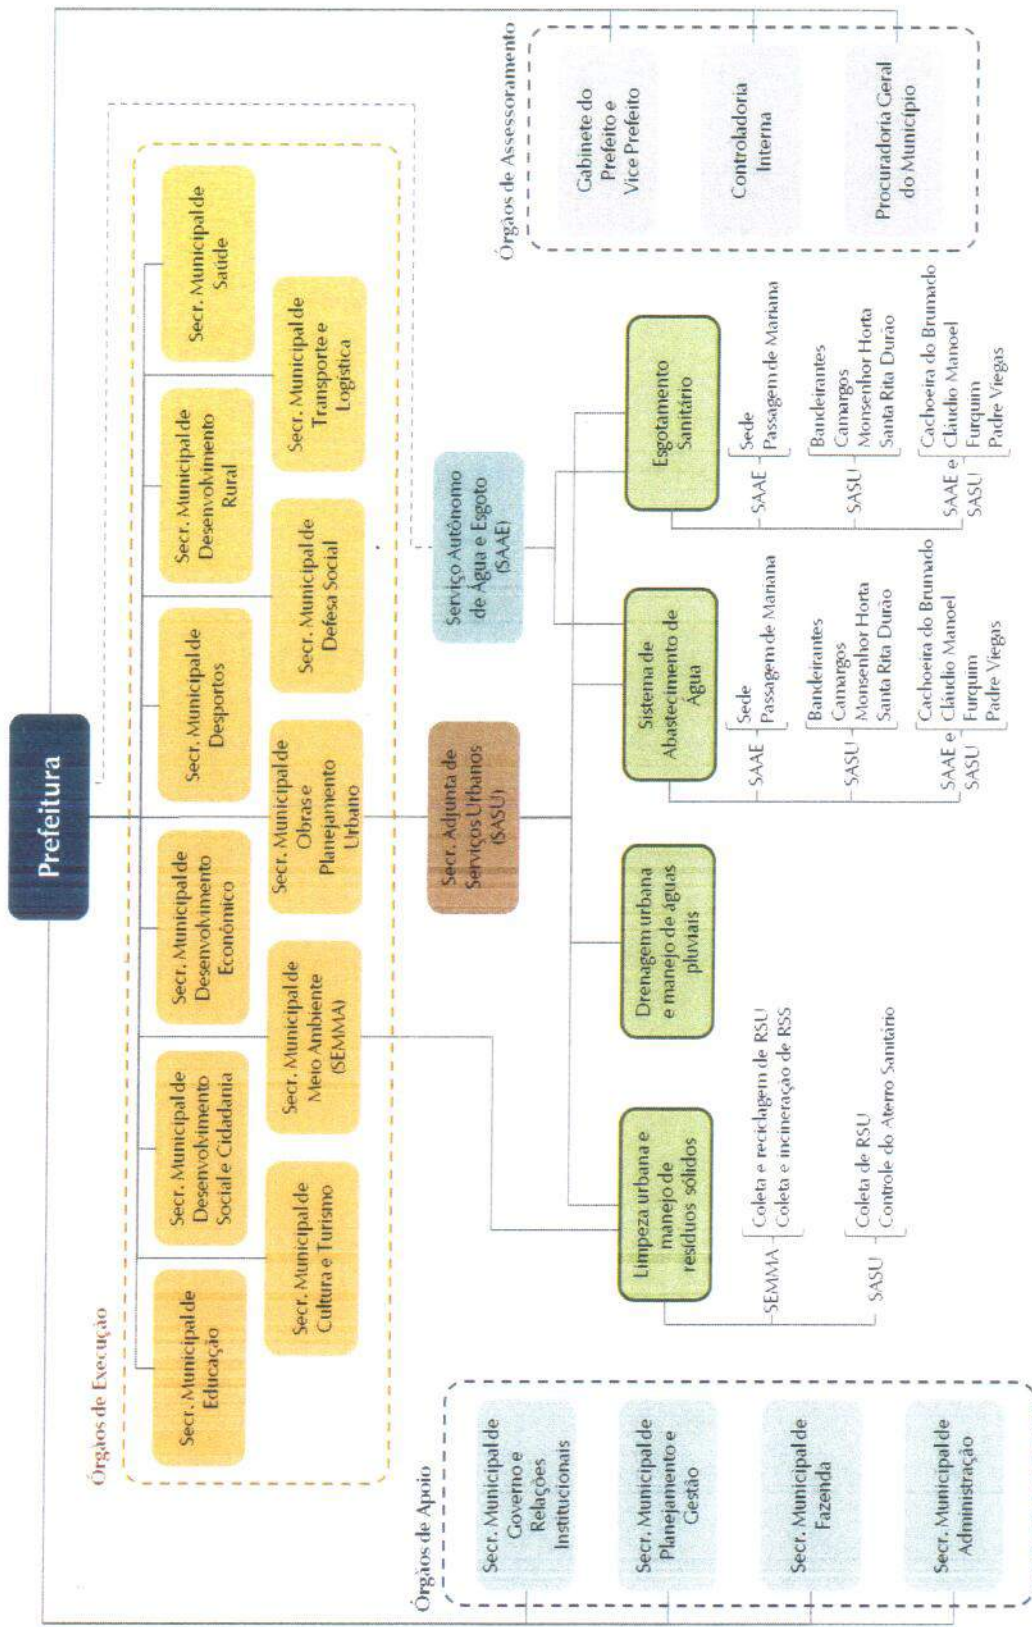 Prefeitura
Órgãos de Execução
Secr. Municipal de
Educação
Secr. Municipal de
Desenvolvimento
Social e Cidadania
Secr. Municipal de
Desenvolvimento
Econômico
Secr. Municipal de
Desportos
Secr. Municipal de
Desenvolvimento
Rural
Secr. Municipal de
Saúde
Secr. Municipal de
Cultura e Turismo
Secr. Municipal de
Meio Ambiente
(SEMMA)
Secr. Municipal de
Obras e
Planejamento
Urbano
Secr. Municipal de
Defesa Social
Secr. Municipal de
Transporte e
Logística
Órgãos de Apoio
Secr. Municipal de
Governo e
Relações
Institucionais
Secr. Municipal de
Planejamento e
Gestão
Secr. Municipal de
Fazenda
Secr. Municipal de
Administração
Secr. Adjunta de
Serviços Urbanos
(SASU)
Serviço Autônomo
de Água e Esgoto
(SAAE)
Limpeza urbana e
manejo de
resíduos sólidos
SEMMA
Coleta e reciclagem de RSU
Coleta e incineração de RSS
SASU
Coleta de RSU
Controle do Aterro Sanitário
Drenagem urbana
e manejo de águas
pluviais
Sistema de
Abastecimento de
Água
SAAE
Sede
Passagem de Mariana
SASU
Bandeirantes
Camargos
Monsenhor Horta
Santa Rita Durão
SAAE e
SASU
Cachoeira do Brumado
Cláudio Manoel
Furquim
Padre Viegas
Esgotamento
Sanitário
SAAE
Sede
Passagem de Mariana
SASU
Bandeirantes
Camargos
Monsenhor Horta
Santa Rita Durão
SAAE e
SASU
Cachoeira do Brumado
Cláudio Manoel
Furquim
Padre Viegas
Órgãos de Assessoramento
Gabinete do
Prefeito e
Vice Prefeito
Controladoria
Interna
Procuradoria Geral
do Município